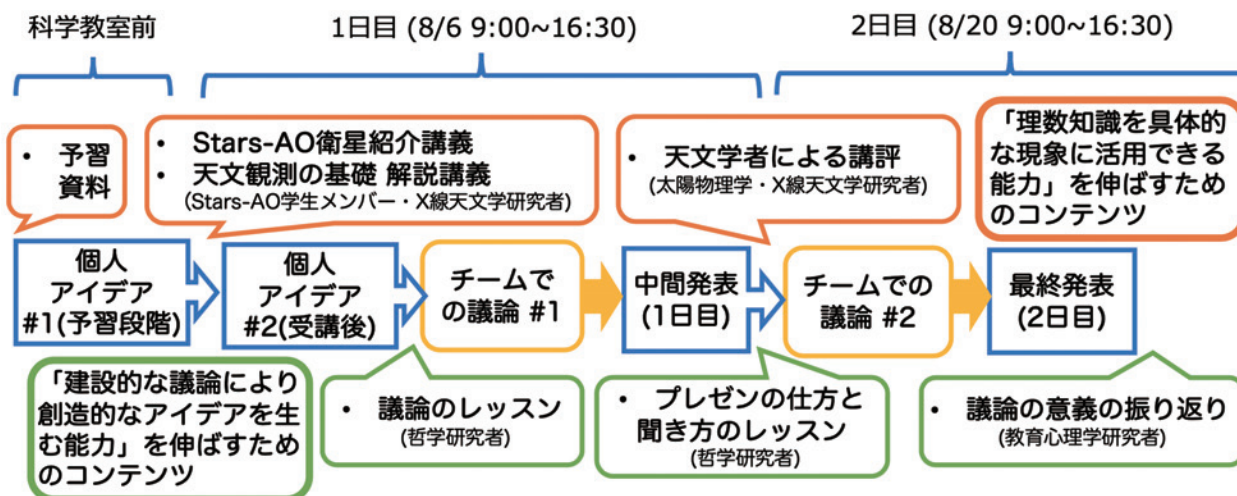 科学教室前
1日目 (8/6 9:00~16:30)
2日目 (8/20 9:00~16:30)
• 予習
資料
• Stars-AO衛星紹介講義
• 天文観測の基礎 解説講義
(Stars-AO学生メンバー・X線天文学研究者)
• 天文学者による講評
(太陽物理学・X線天文学研究者)
「理数知識を具体的
な現象に活用できる
能力」を伸ばすため
のコンテンツ
個人
アイデア
#1(予習段階)
個人
アイデア
#2(受講後)
チームで
の議論 #1
中間発表
(1日目)
チームでの
議論 #2
最終発表
(2日目)
「建設的な議論により
創造的なアイデアを生
む能力」を伸ばすため
のコンテンツ
• 議論のレッスン
(哲学研究者)
• プレゼンの仕方と
聞き方のレッスン
(哲学研究者)
• 議論の意義の振り返り
(教育心理学研究者)